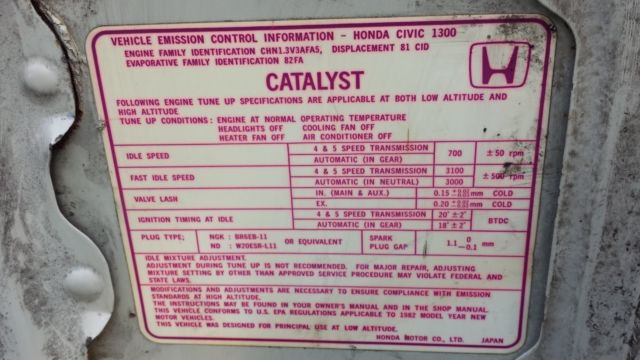 VEHICLE EMISSION CONTROL INFORMATION - HONDA CIVIC 1300
ENGINE FAMILY IDENTIFICATION CHN1.3V3AFA5, DISPLACEMENT 81 CID
EVAPORATIVE FAMILY IDENTIFICATION 82FA
CATALYST
FOLLOWING ENGINE TUNE UP SPECIFICATIONS ARE APPLICABLE AT BOTH LOW ALTITUDE AND
HIGH ALTITUDE
TUNE UP CONDITIONS : ENGINE AT NORMAL OPERATING TEMPERATURE
HEADLIGHTS OFF COOLING FAN OFF
HEATER FAN OFF AIR CONDITIONER OFF
IDLE SPEED 4 & 5 SPEED TRANSMISSION 700 ±50 rpm
AUTOMATIC (IN GEAR)
FAST IDLE SPEED 4 & 5 SPEED TRANSMISSION 3100 ±500 rpm
AUTOMATIC (IN NEUTRAL) 3000
VALVE LASH IN. (MAIN & AUX.) 0.15 mm COLD
EX. 0.20 mm COLD
IGNITION TIMING AT IDLE 4 & 5 SPEED TRANSMISSION 20° ±2° BTDC
AUTOMATIC (IN GEAR) 18° ±2°
PLUG TYPE; NGK : BR6EB-11 OR EQUIVALENT SPARK PLUG GAP 1.1 0 -0.1 mm
ND : W20ESR-L11
IDLE MIXTURE ADJUSTMENT.
ADJUSTMENT DURING TUNE UP IS NOT RECOMMENDED. FOR MAJOR REPAIR, ADJUSTING
MIXTURE SETTING BY OTHER THAN APPROVED SERVICE PROCEDURE MAY VIOLATE FEDERAL AND
STATE LAWS.
MODIFICATIONS AND ADJUSTMENTS ARE NECESSARY TO ENSURE COMPLIANCE WITH EMISSION
STANDARDS AT HIGH ALTITUDE.
THE INSTRUCTIONS MAY BE FOUND IN YOUR OWNER'S MANUAL AND IN THE SHOP MANUAL.
THIS VEHICLE CONFORMS TO U.S. EPA REGULATIONS APPLICABLE TO 1982 MODEL YEAR NEW
MOTOR VEHICLES.
THIS VEHICLE WAS DESIGNED FOR PRINCIPAL USE AT LOW ALTITUDE.
HONDA MOTOR CO., LTD. JAPAN